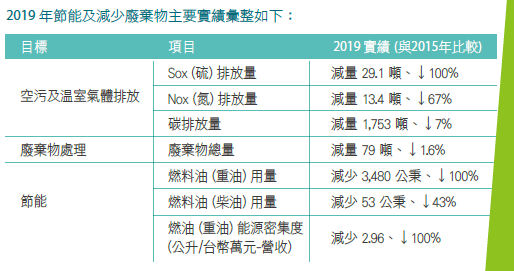 2019 年節能及減少廢棄物主要實績彙整如下：
目標 項目 2019 實績 (與2015年比較)
空污及溫室氣體排放 Sox (硫) 排放量 減量 29.1 噸、↓100%
Nox (氮) 排放量 減量 13.4 噸、↓67%
碳排放量 減量 1,753 噸、↓7%
廢棄物處理 廢棄物總量 減量 79 噸、↓1.6%
節能 燃料油 (重油) 用量 減少 3,480 公秉、↓100%
燃料油 (柴油) 用量 減少 53 公秉、↓43%
燃油 (重油) 能源密集度
(公升/台幣萬元-營收) 減少 2.96、↓100%